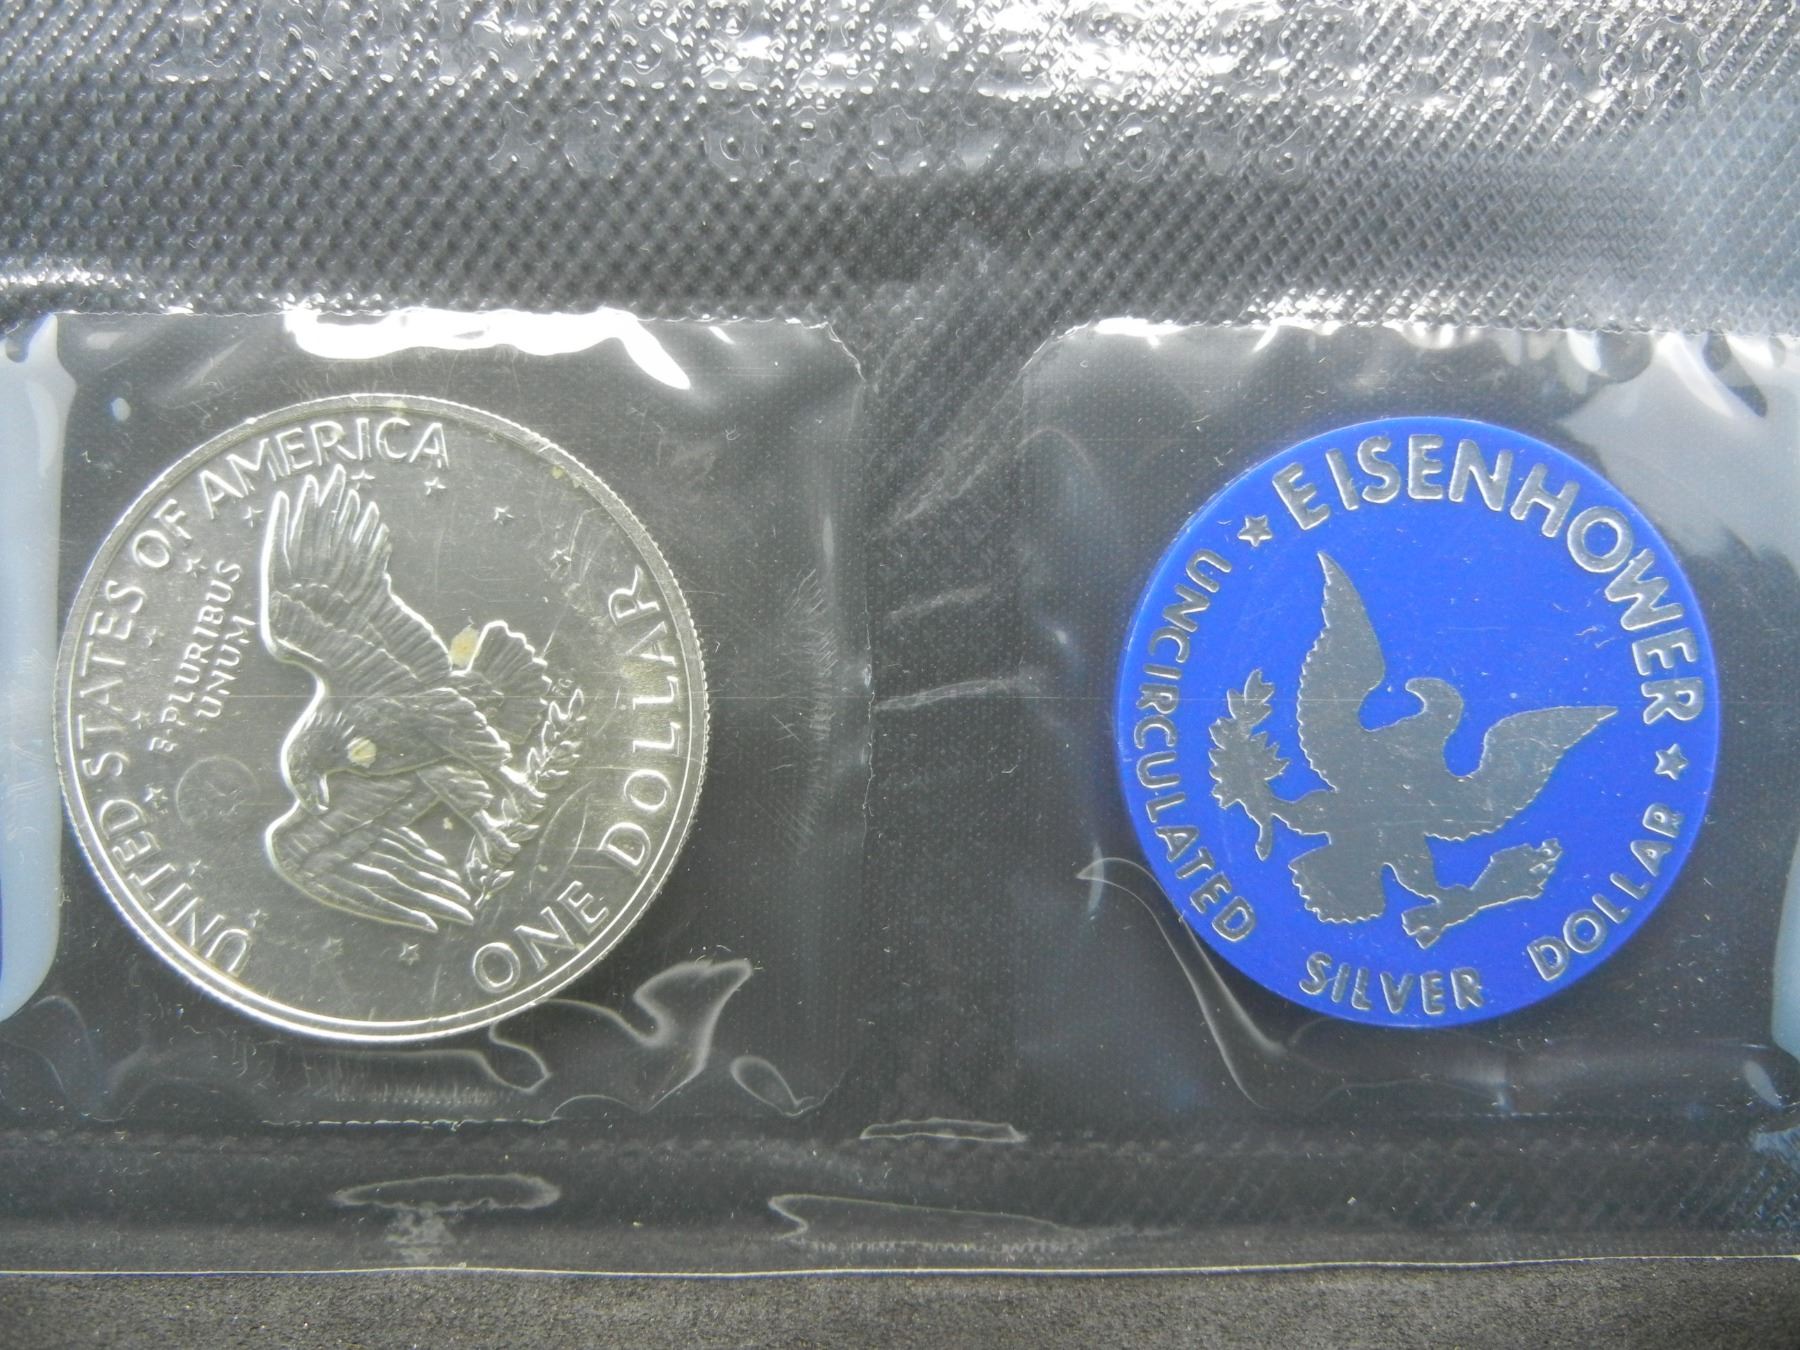 UNITED STATES OF AMERICA
E·PLURIBUS
UNUM
ONE DOLLAR
EISENHOWER
UNCIRCULATED SILVER DOLLAR